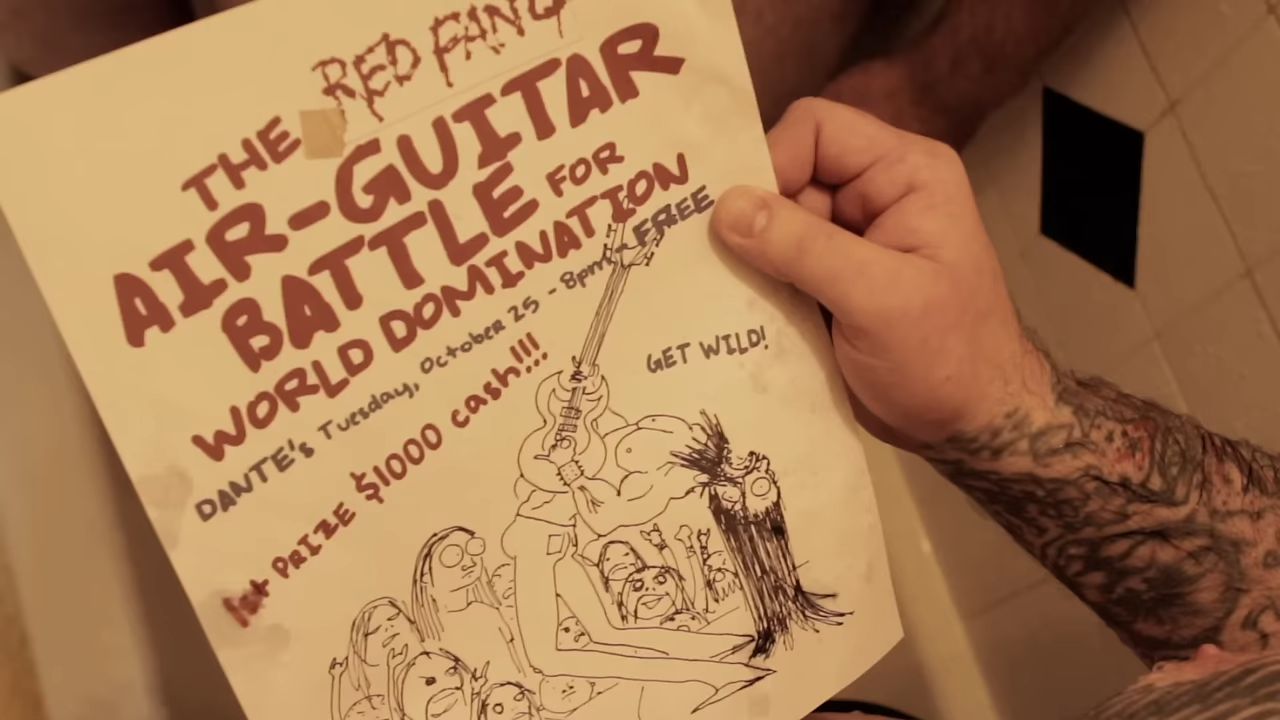 RED FANG
THE
AIR-GUITAR
BATTLE FOR
WORLD DOMINATION
DANTE's Tuesday, October 25 - 8pm - FREE
1st PRIZE $1000 cash!!!
GET WILD!